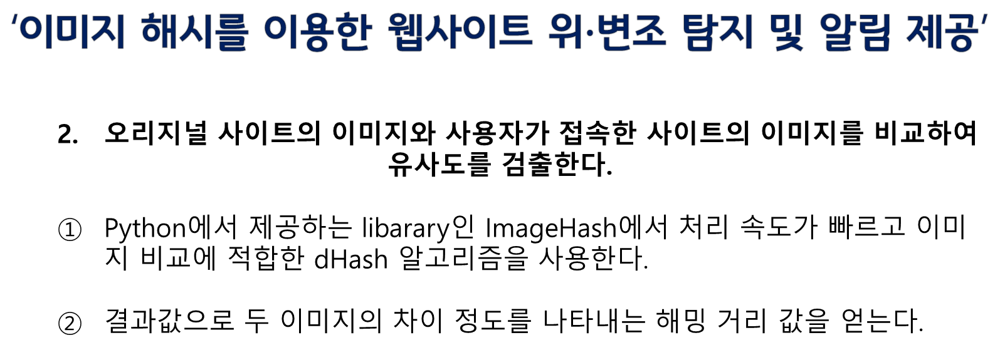 ‘이미지 해시를 이용한 웹사이트 위·변조 탐지 및 알림 제공’
2. 오리지널 사이트의 이미지와 사용자가 접속한 사이트의 이미지를 비교하여
유사도를 검출한다.
① Python에서 제공하는 libarary인 ImageHash에서 처리 속도가 빠르고 이미
지 비교에 적합한 dHash 알고리즘을 사용한다.
② 결과값으로 두 이미지의 차이 정도를 나타내는 해밍 거리 값을 얻는다.